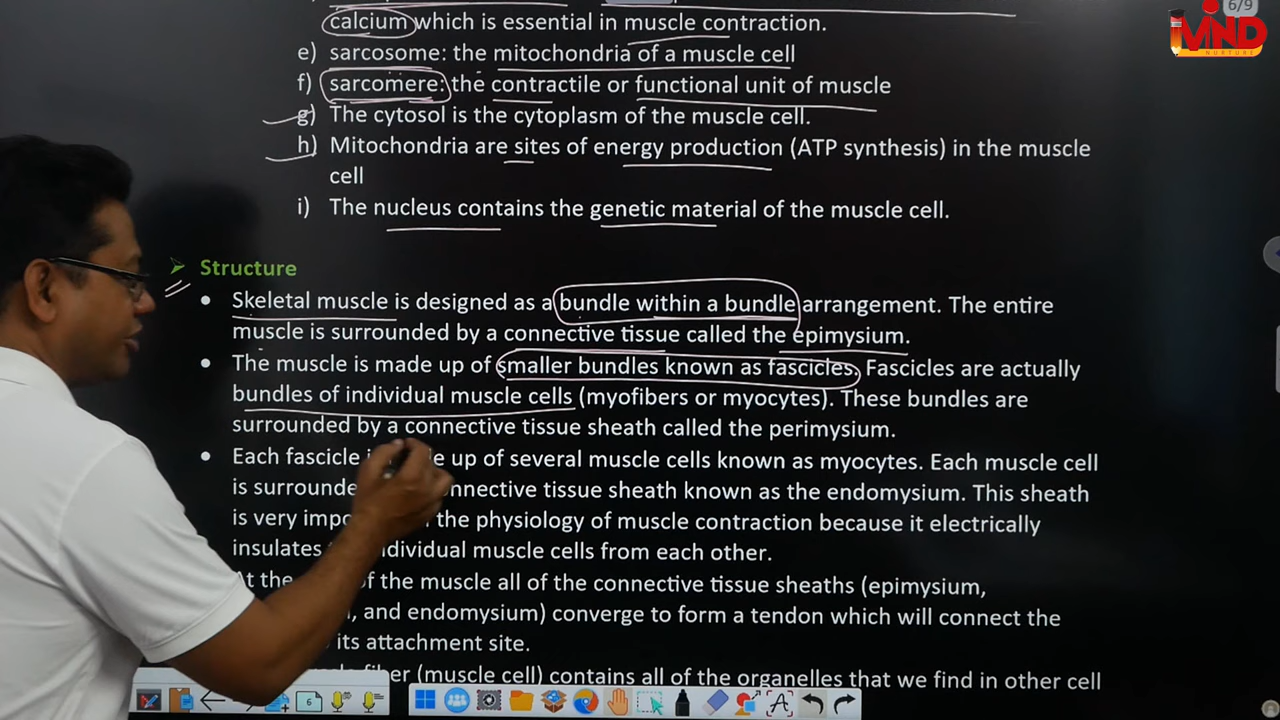 6/9
MIND
NURTURE
calcium which is essential in muscle contraction.
e) sarcosome: the mitochondria of a muscle cell
f) sarcomere: the contractile or functional unit of muscle
g) The cytosol is the cytoplasm of the muscle cell.
h) Mitochondria are sites of energy production (ATP synthesis) in the muscle
cell
i) The nucleus contains the genetic material of the muscle cell.
Structure
Skeletal muscle is designed as a bundle within a bundle arrangement. The entire
muscle is surrounded by a connective tissue called the epimysium.
The muscle is made up of smaller bundles known as fascicles. Fascicles are actually
bundles of individual muscle cells (myofibers or myocytes). These bundles are
surrounded by a connective tissue sheath called the perimysium.
Each fascicle up of several muscle cells known as myocytes. Each muscle cell
is tissue sheath known as the endomysium. This sheath
is very the physiology of muscle contraction because it electrically
insulates muscle cells from each other.
At the of the muscle all of the connective tissue sheaths (epimysium,
and endomysium) converge to form a tendon which will connect the
its attachment site.
(muscle cell) contains all of the organelles that we find in other cell
6